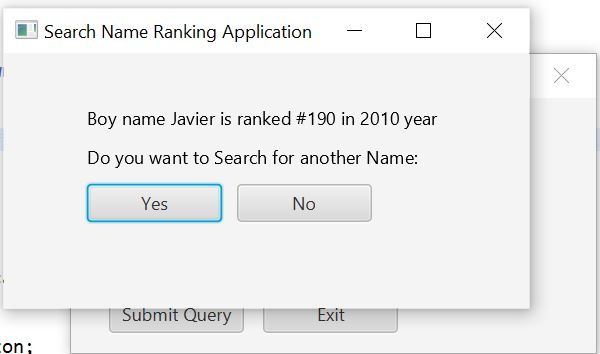 Search Name Ranking Application
Boy name Javier is ranked #190 in 2010 year
Do you want to Search for another Name:
Yes No
Submit Query Exit